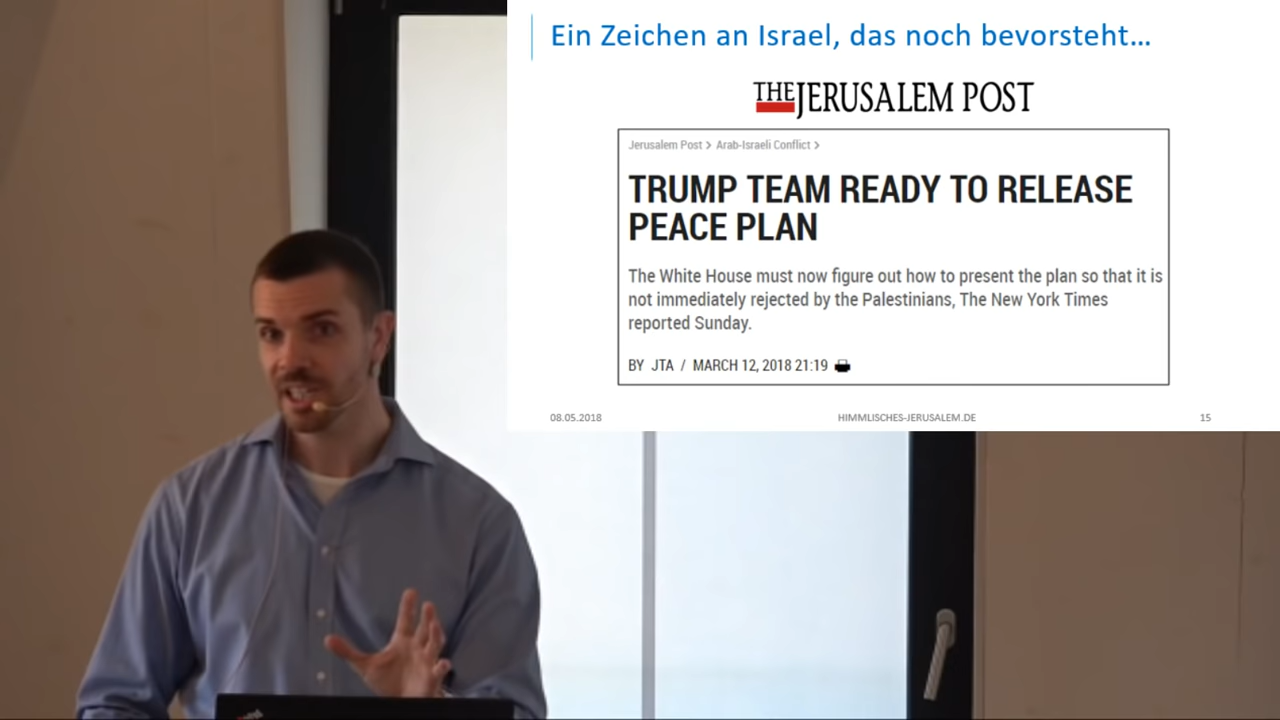 Ein Zeichen an Israel, das noch bevorsteht...
THE JERUSALEM POST
Jerusalem Post > Arab-Israeli Conflict >
TRUMP TEAM READY TO RELEASE
PEACE PLAN
The White House must now figure out how to present the plan so that it is
not immediately rejected by the Palestinians, The New York Times
reported Sunday.
BY JTA / MARCH 12, 2018 21:19
08.05.2018 HIMMLISCHES-JERUSALEM.DE 15